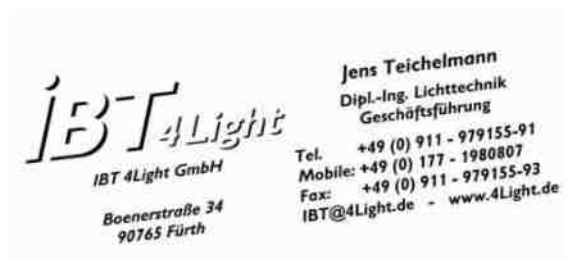 iBT 4Light
IBT 4Light GmbH
Boenerstraße 34
90765 Fürth
Jens Teichelmann
Dipl.-Ing. Lichttechnik
Geschäftsführung
Tel. +49 (0) 911 - 979155-91
Mobile: +49 (0) 177 - 1980807
Fax: +49 (0) 911 - 979155-93
IBT@4Light.de - www.4Light.de